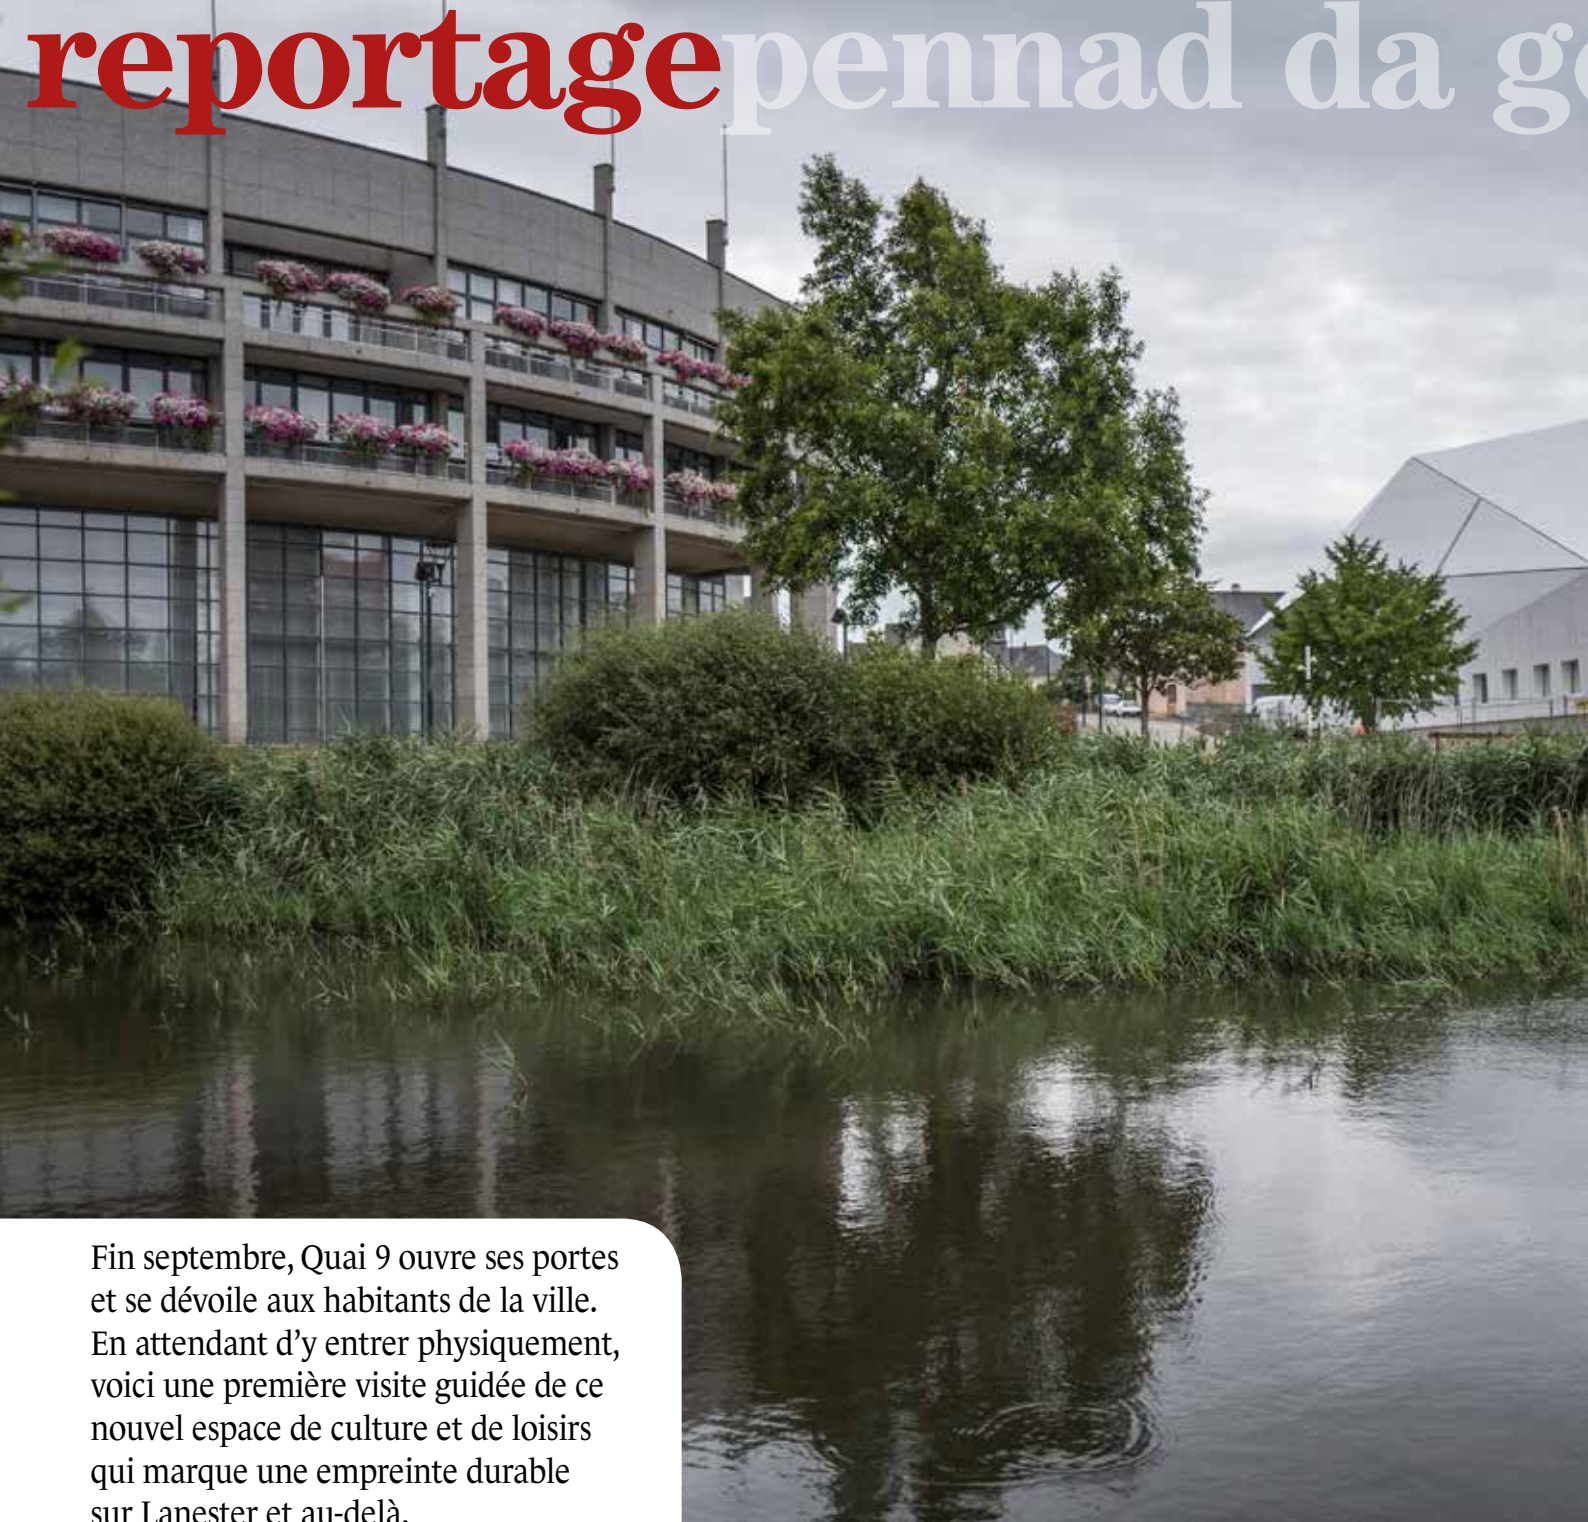 reportage pennad da
Fin septembre, Quai 9 ouvre ses portes
et se dévoile aux habitants de la ville.
En attendant d’y entrer physiquement,
voici une première visite guidée de ce
nouvel espace de culture et de loisirs
qui marque une empreinte durable
sur Lanester et au-delà.